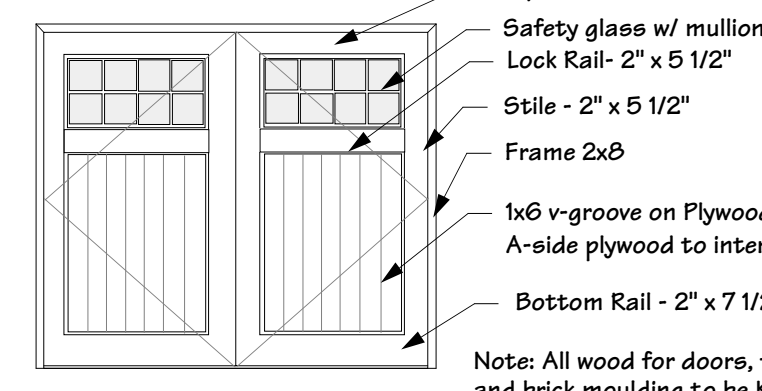 Safety glass w/ mullion
Lock Rail- 2" x 5 1/2"
Stile - 2" x 5 1/2"
Frame 2x8
1x6 v-groove on Plywood
A-side plywood to inter
Bottom Rail - 2" x 7 1/2
Note: All wood for doors,
and brick moulding to be